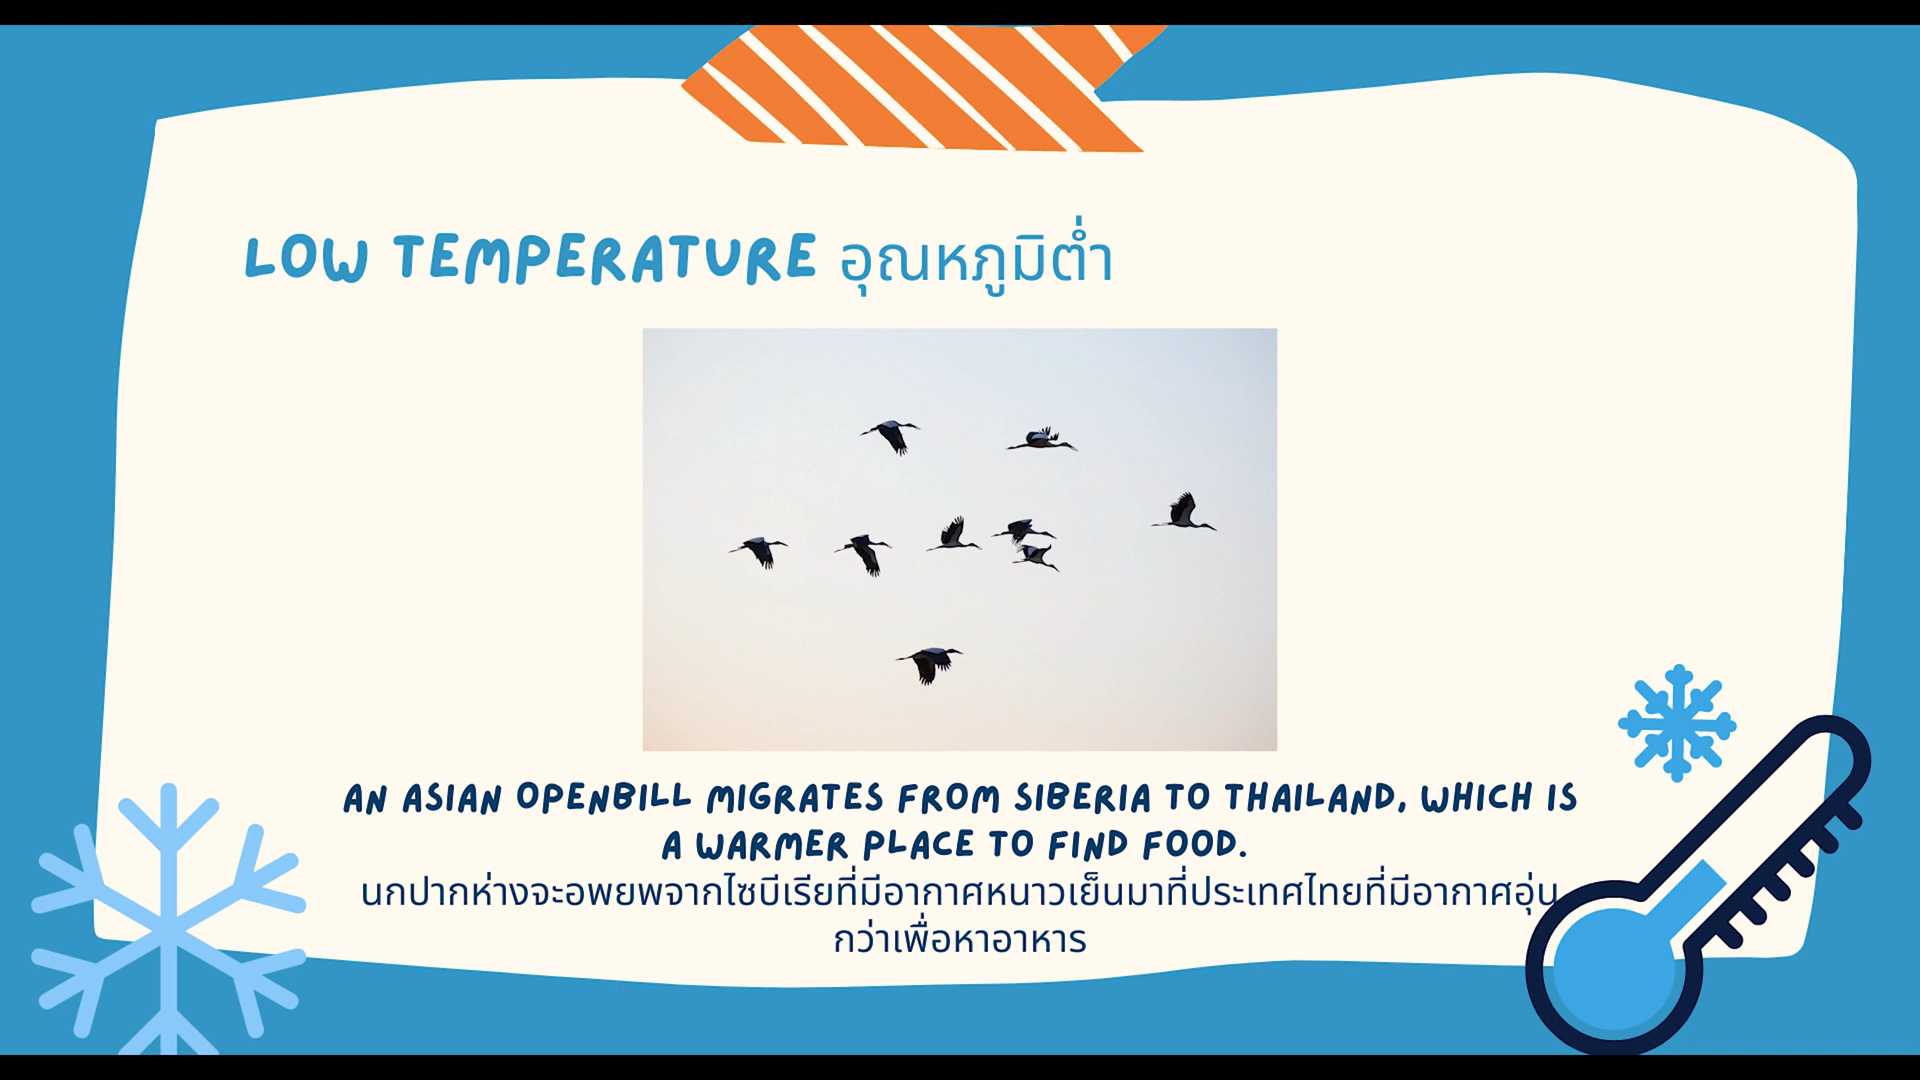 LOW TEMPERATURE อุณหภูมิต่ำ
AN ASIAN OPENBILL MIGRATES FROM SIBERIA TO THAILAND, WHICH IS
A WARMER PLACE TO FIND FOOD.
นกปากห่างจะอพยพจากไซบีเรียที่มีอากาศหนาวเย็นมาที่ประเทศไทยที่มีอากาศอุ่น
กว่าเพื่อหาอาหาร